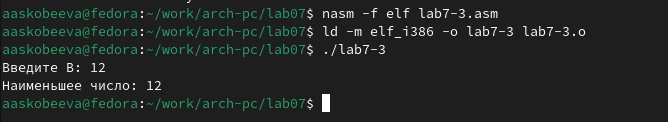 aaskobeeva@fedora:~/work/arch-pc/lab07$ nasm -f elf lab7-3.asm
aaskobeeva@fedora:~/work/arch-pc/lab07$ ld -m elf_i386 -o lab7-3 lab7-3.o
aaskobeeva@fedora:~/work/arch-pc/lab07$ ./lab7-3
Введите В: 12
Наименьшее число: 12
aaskobeeva@fedora:~/work/arch-pc/lab07$